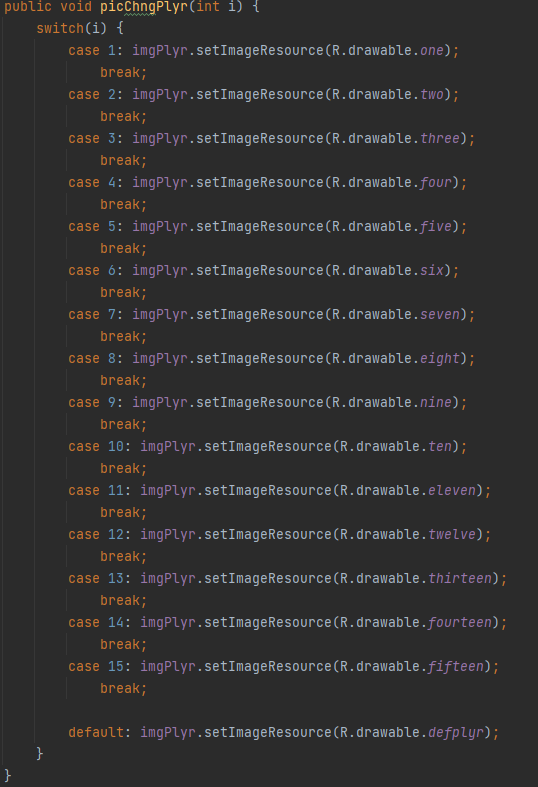 public void picChngPlyr(int i) {
    switch(i) {
        case 1: imgPlyr.setImageResource(R.drawable.one);
            break;
        case 2: imgPlyr.setImageResource(R.drawable.two);
            break;
        case 3: imgPlyr.setImageResource(R.drawable.three);
            break;
        case 4: imgPlyr.setImageResource(R.drawable.four);
            break;
        case 5: imgPlyr.setImageResource(R.drawable.five);
            break;
        case 6: imgPlyr.setImageResource(R.drawable.six);
            break;
        case 7: imgPlyr.setImageResource(R.drawable.seven);
            break;
        case 8: imgPlyr.setImageResource(R.drawable.eight);
            break;
        case 9: imgPlyr.setImageResource(R.drawable.nine);
            break;
        case 10: imgPlyr.setImageResource(R.drawable.ten);
            break;
        case 11: imgPlyr.setImageResource(R.drawable.eleven);
            break;
        case 12: imgPlyr.setImageResource(R.drawable.twelve);
            break;
        case 13: imgPlyr.setImageResource(R.drawable.thirteen);
            break;
        case 14: imgPlyr.setImageResource(R.drawable.fourteen);
            break;
        case 15: imgPlyr.setImageResource(R.drawable.fifteen);
            break;

        default: imgPlyr.setImageResource(R.drawable.defplyr);
    }
}